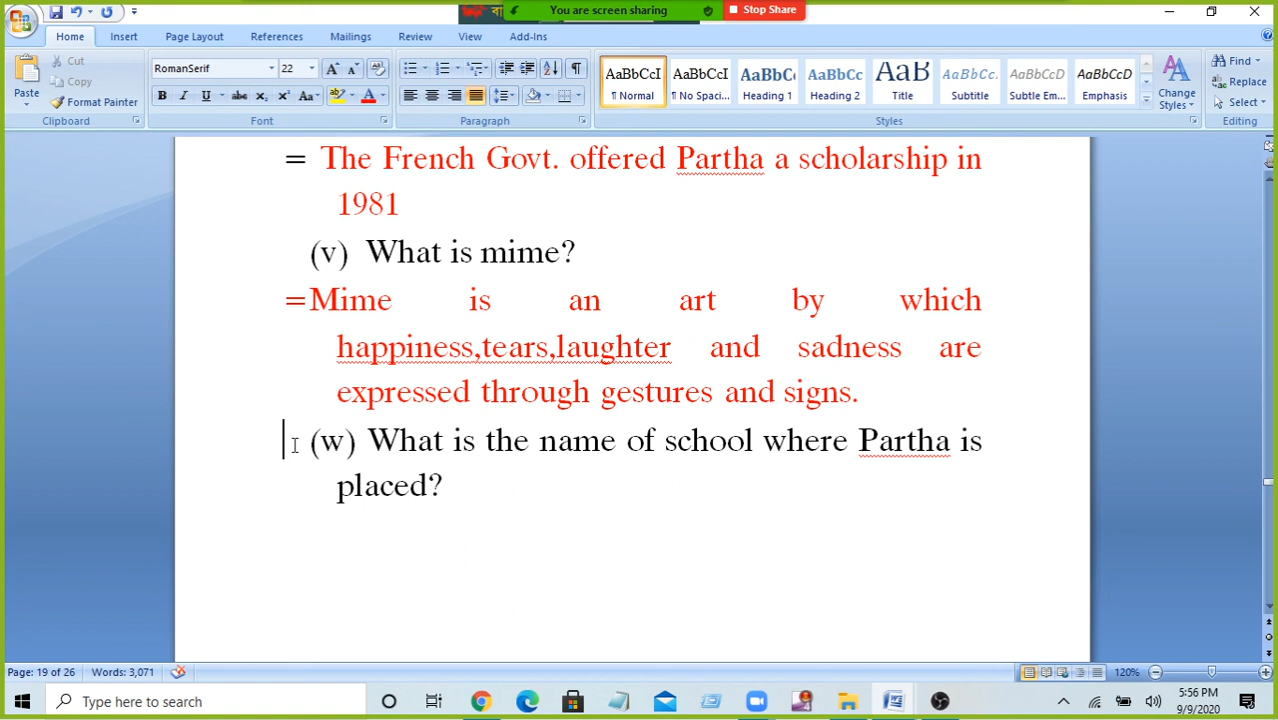 You are screen sharing Stop Share
Home Insert Page Layout References Mailings Review View Add-Ins
Paste Cut Copy Format Painter
RomanSerif 22
AaBbCcI AaBbCcI AaBbCc AaBbCc AaB AaBbCc. AaBbCcD AaBbCcD
¶ Normal ¶ No Spaci... Heading 1 Heading 2 Title Subtitle Subtle Em... Emphasis
Change Styles
Find Replace Select
Clipboard Font Paragraph Styles Editing
= The French Govt. offered Partha a scholarship in
1981
(v) What is mime?
=Mime is an art by which
happiness,tears,laughter and sadness are
expressed through gestures and signs.
(w) What is the name of school where Partha is
placed?
Page: 19 of 26 Words: 3,071 120%
Type here to search
5:56 PM
9/9/2020